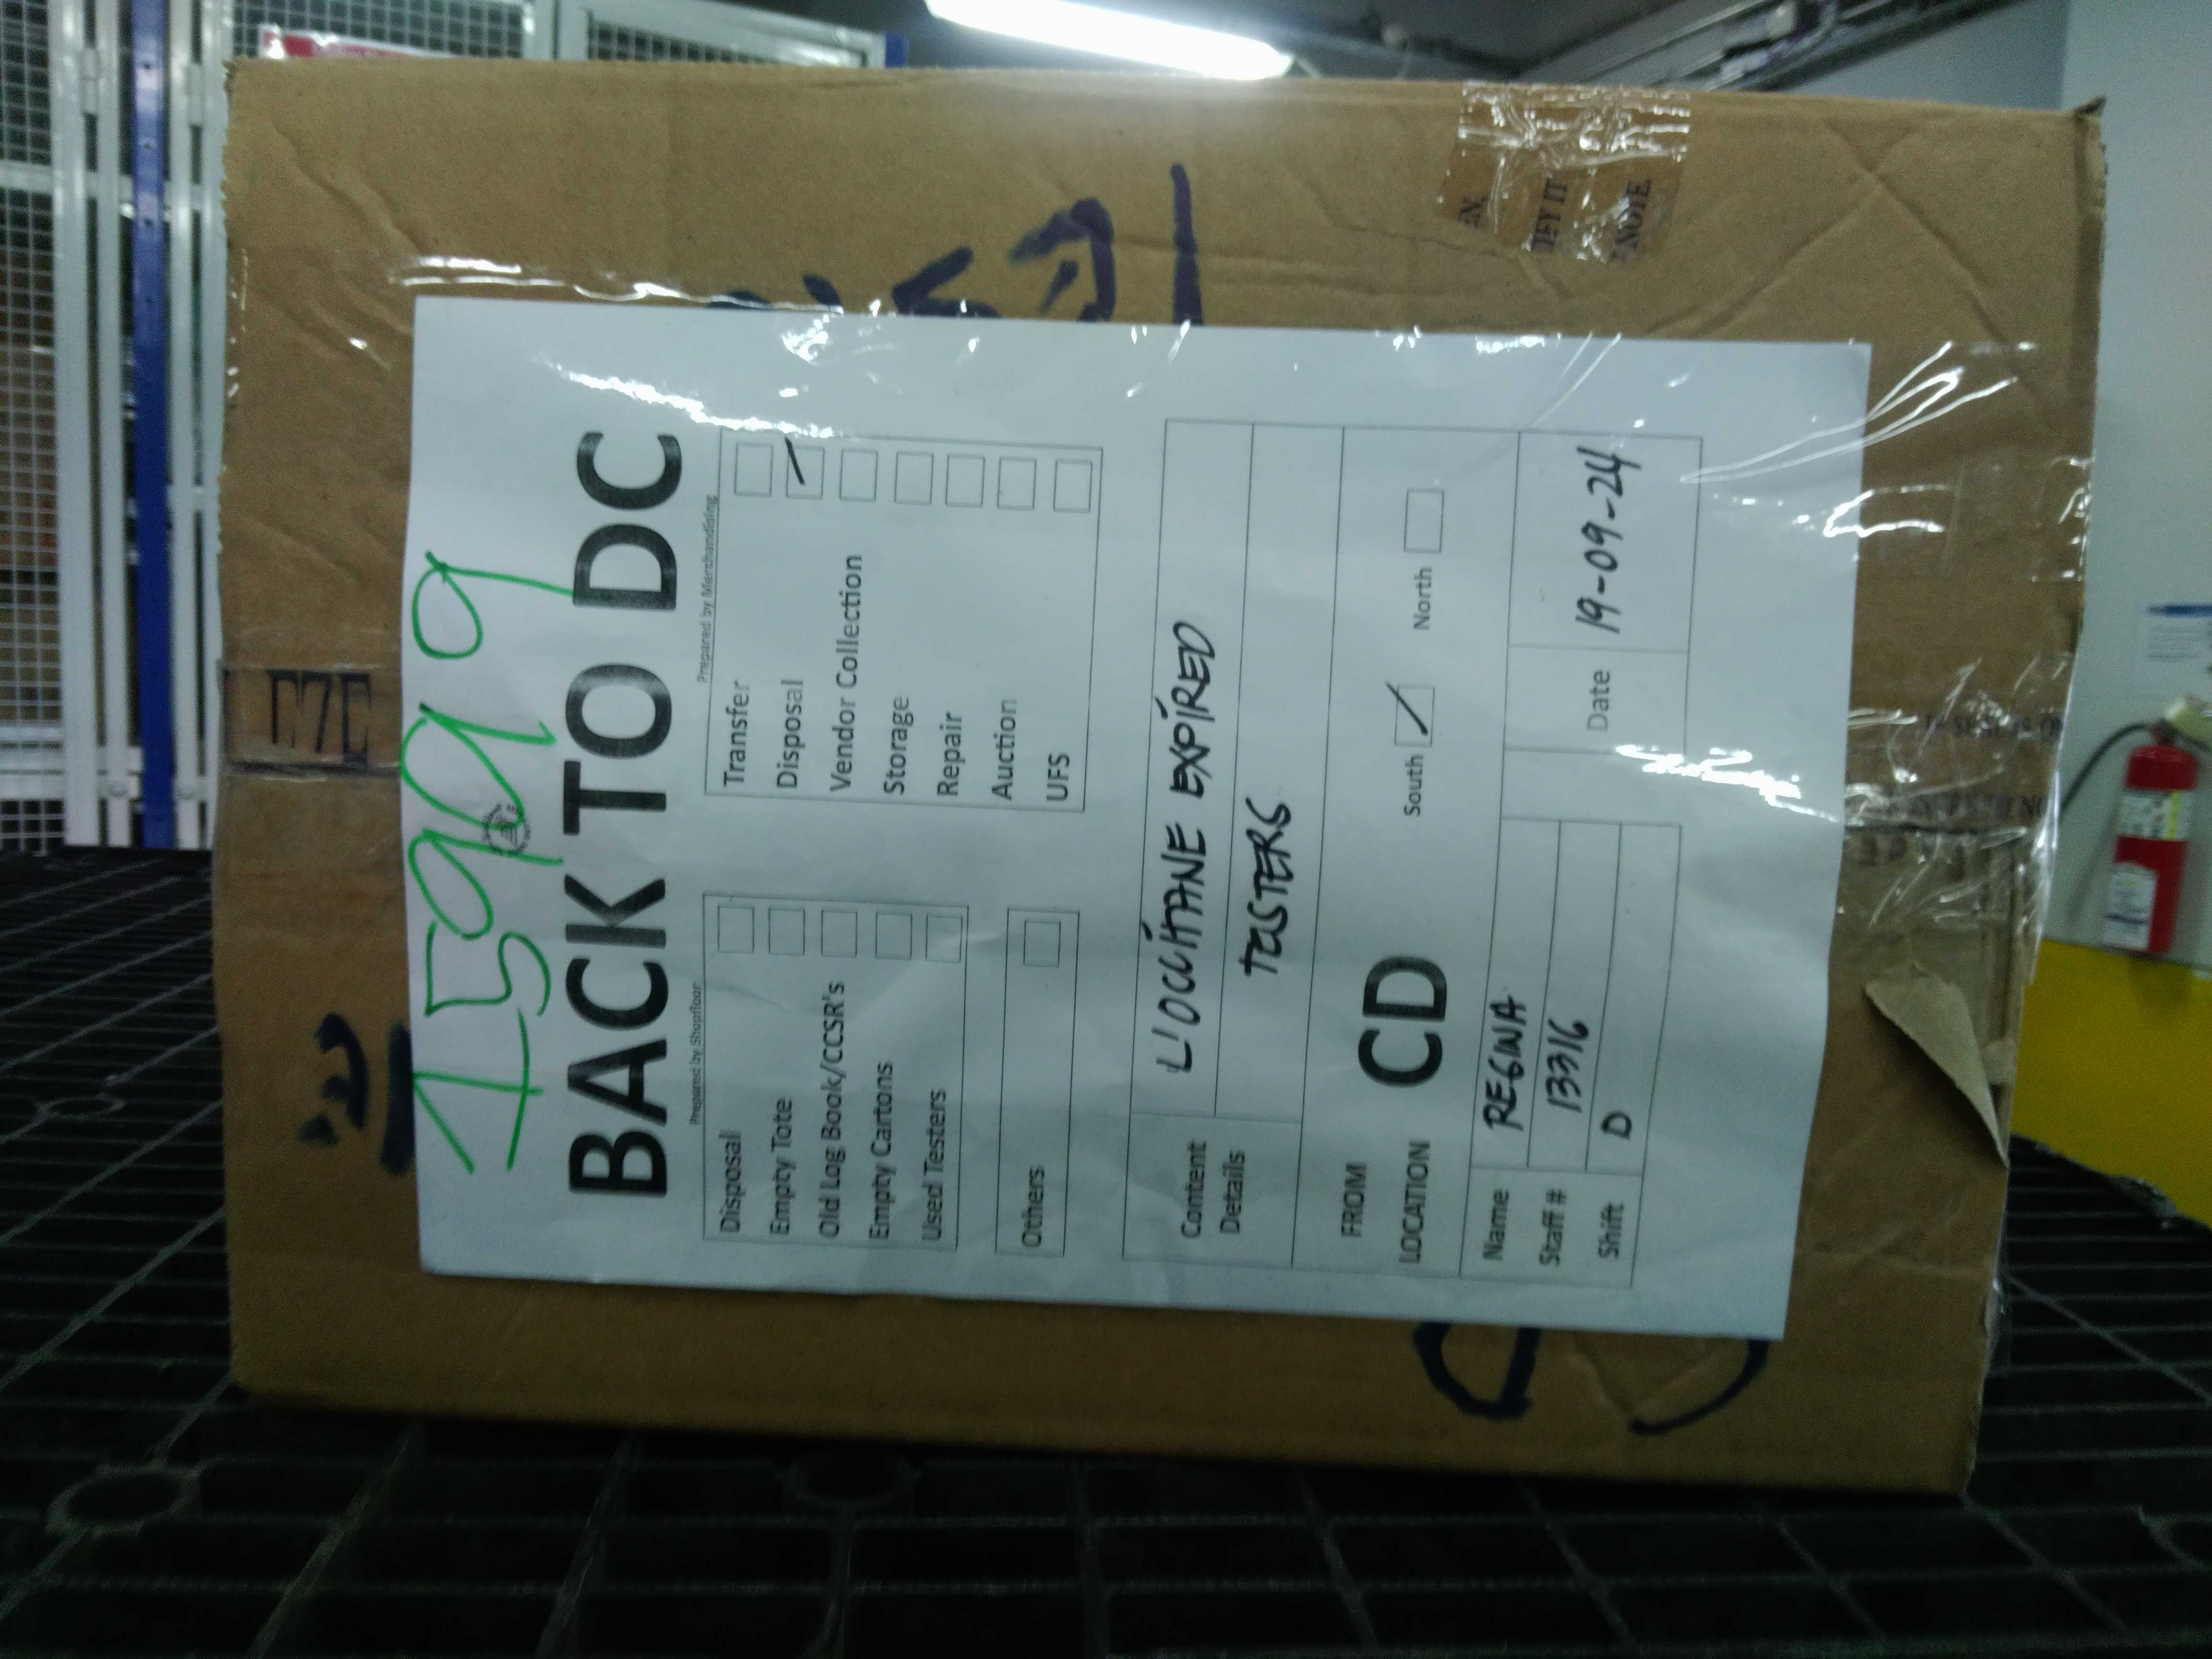 15999
BACK TO DC
Prepared by Shopfloor
Prepared by Merchandising
Disposal
Empty Tote
Old Log Book/CCSR's
Empty Cartons
Used Testers
Others
Transfer
Disposal
Vendor Collection
Storage
Repair
Auction
UFS
Content Details
L'OCCITANE EXPIRED
TESTERS
FROM LOCATION
CD
South
North
Name REGINA
Staff # 13316
Shift D
Date 19-09-24
NOTE.